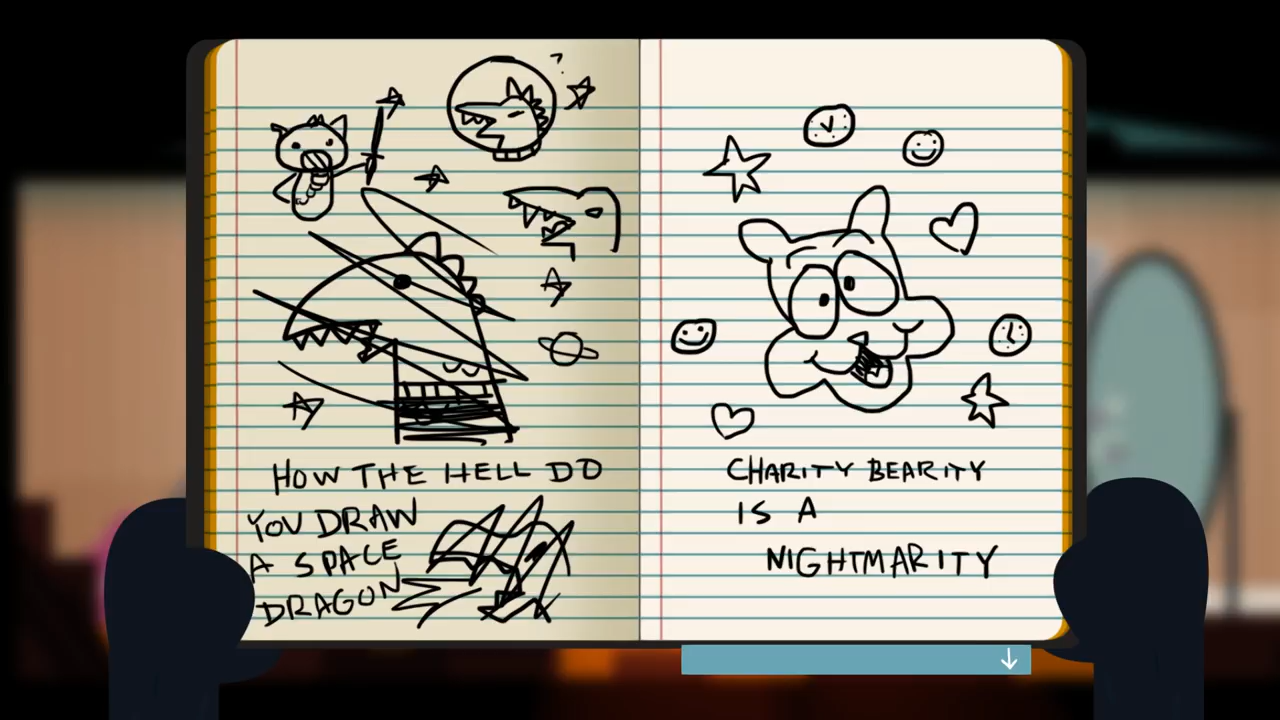 HOW THE HELL DO
YOU DRAW
A SPACE
DRAGON
CHARITY BEARITY
IS A
NIGHTMARITY